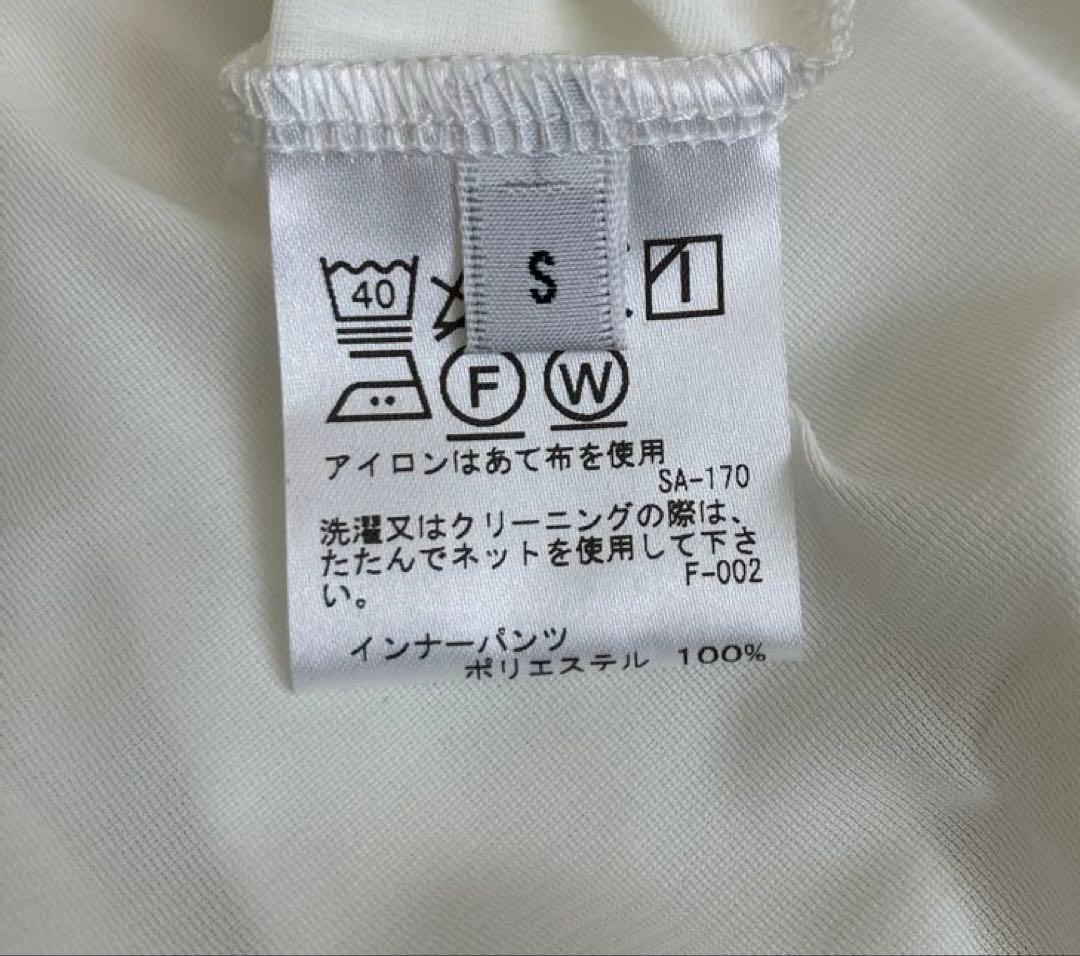 S
40
F W
アイロンはあて布を使用
SA-170
洗濯又はクリーニングの際は、
たたんでネットを使用して下さ
い。
F-002
インナーパンツ
ポリエステル 100%